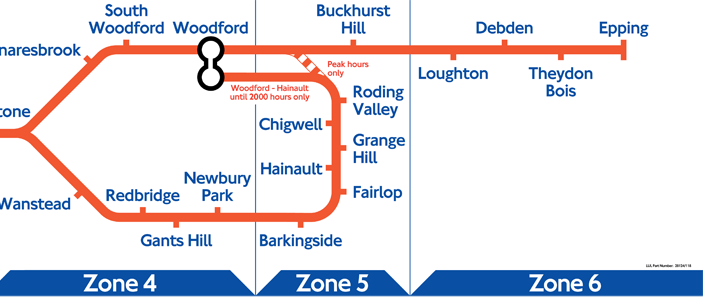 South
Woodford
Woodford
Buckhurst
Hill
Debden
Epping
naresbrook
Loughton
Theydon
Bois
Peak hours
only
Woodford - Hainault
until 2000 hours only
Roding
Valley
tone
Chigwell
Grange
Hill
Hainault
Newbury
Park
Redbridge
Fairlop
Wanstead
Gants Hill
Barkingside
Zone 4
Zone 5
Zone 6